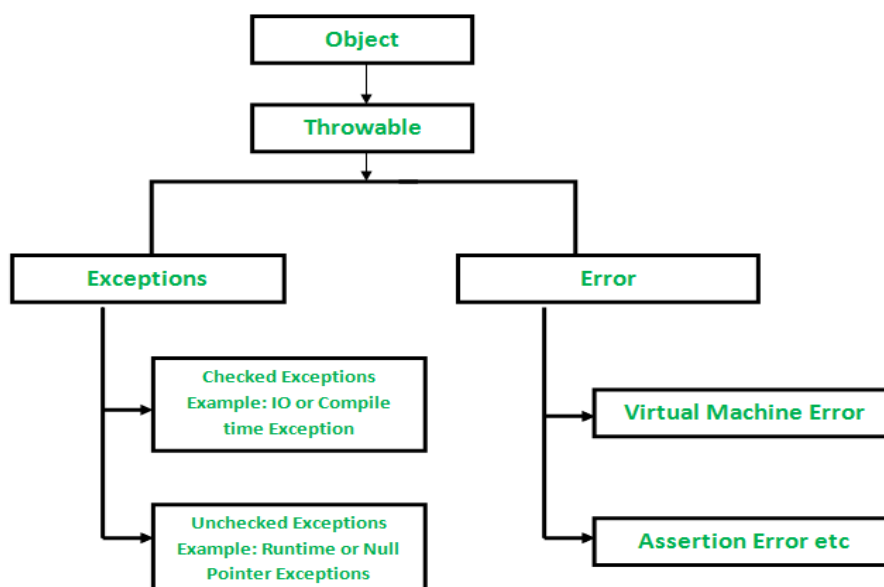 Object
Throwable
Exceptions
Error
Checked Exceptions
Example: IO or Compile
time Exception
Virtual Machine Error
Unchecked Exceptions
Example: Runtime or Null
Pointer Exceptions
Assertion Error etc